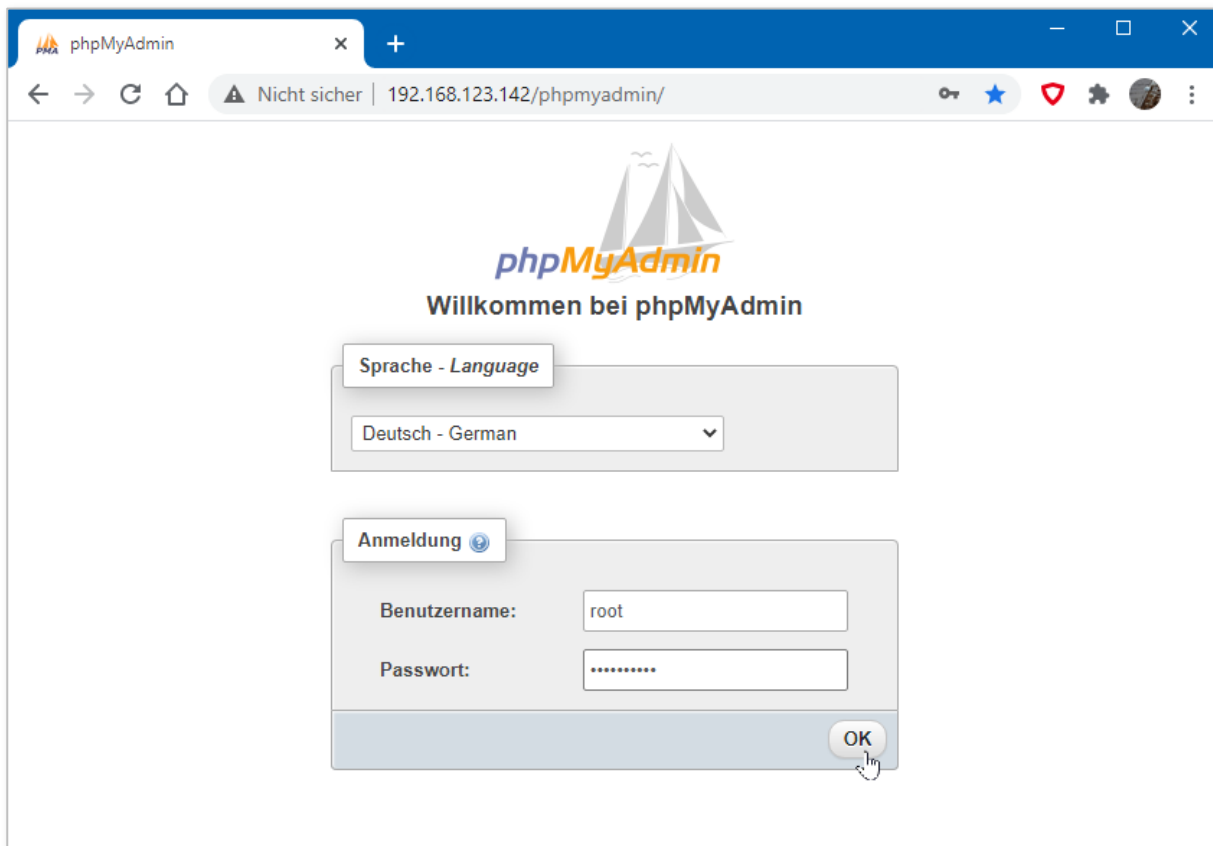 PMA phpMyAdmin
Nicht sicher | 192.168.123.142/phpmyadmin/
phpMyAdmin
Willkommen bei phpMyAdmin
Sprache - Language
Deutsch - German
Anmeldung
Benutzername: root
Passwort: ••••••••••
OK